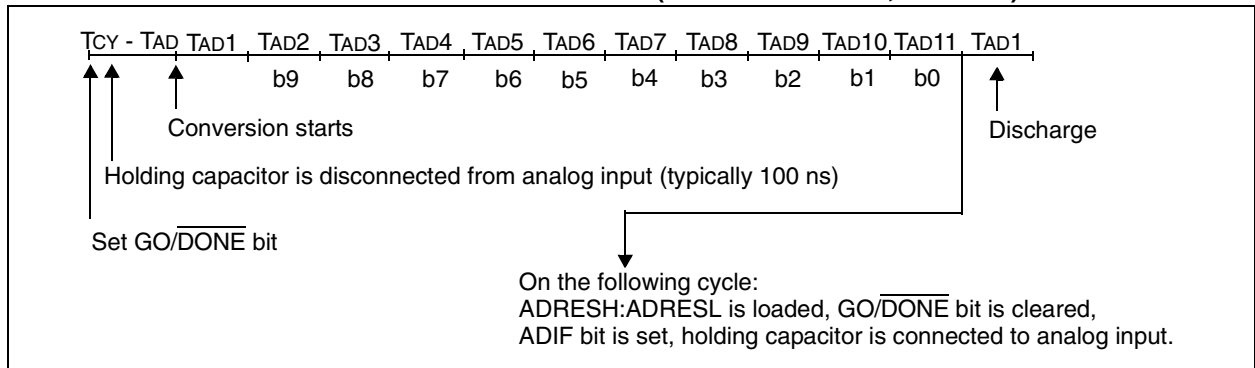 TCY - TAD TAD1 TAD2 TAD3 TAD4 TAD5 TAD6 TAD7 TAD8 TAD9 TAD10 TAD11 TAD1
b9 b8 b7 b6 b5 b4 b3 b2 b1 b0
Conversion starts
Discharge
Holding capacitor is disconnected from analog input (typically 100 ns)
Set GO/DONE bit
On the following cycle:
ADRESH:ADRESL is loaded, GO/DONE bit is cleared,
ADIF bit is set, holding capacitor is connected to analog input.